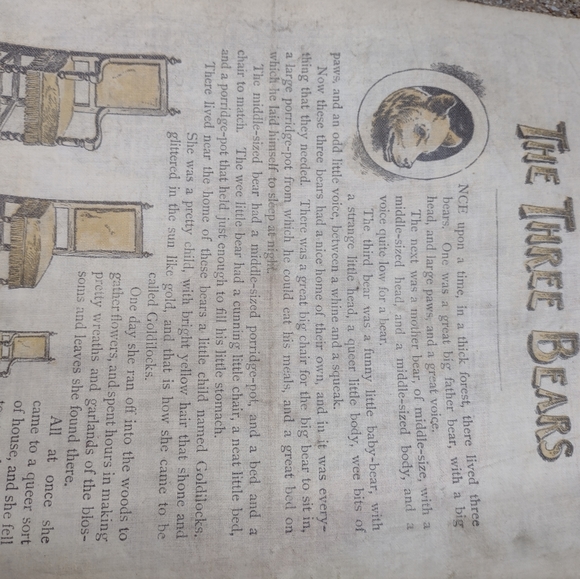 THE THREE BEARS
NCE upon a time, in a thick forest, there lived three
bears. One was a great big father bear, with a big
head, and large paws, and a great voice.
The next was a mother bear, of middle-size, with a
middle-sized head, and a middle-sized body, and a
voice quite low for a bear.
The third bear was a funny little baby-bear, with
a strange little head, a queer little body, wee bits of
paws, and an odd little voice, between a whine and a squeak.
Now these three bears had a nice home of their own, and in it was every-
thing that they needed. There was a great big chair for the big bear to sit in,
a large porridge-pot from which he could eat his meals, and a great bed on
which he laid himself to sleep at night.
The middle-sized bear had a middle-sized porridge-pot, and a bed and a
chair to match. The wee little bear had a cunning little chair, a neat little bed,
and a porridge-pot that held just enough to fill his little stomach.
There lived near the home of these bears a little child named Goldilocks.
She was a pretty child, with bright yellow hair that shone and
glittered in the sun like gold, and that is how she came to be
called Goldilocks.
One day she ran off into the woods to
gather flowers, and spent hours in making
pretty wreaths and garlands of the blos-
soms and leaves she found there.
All at once she
came to a queer sort
of house, and she fell